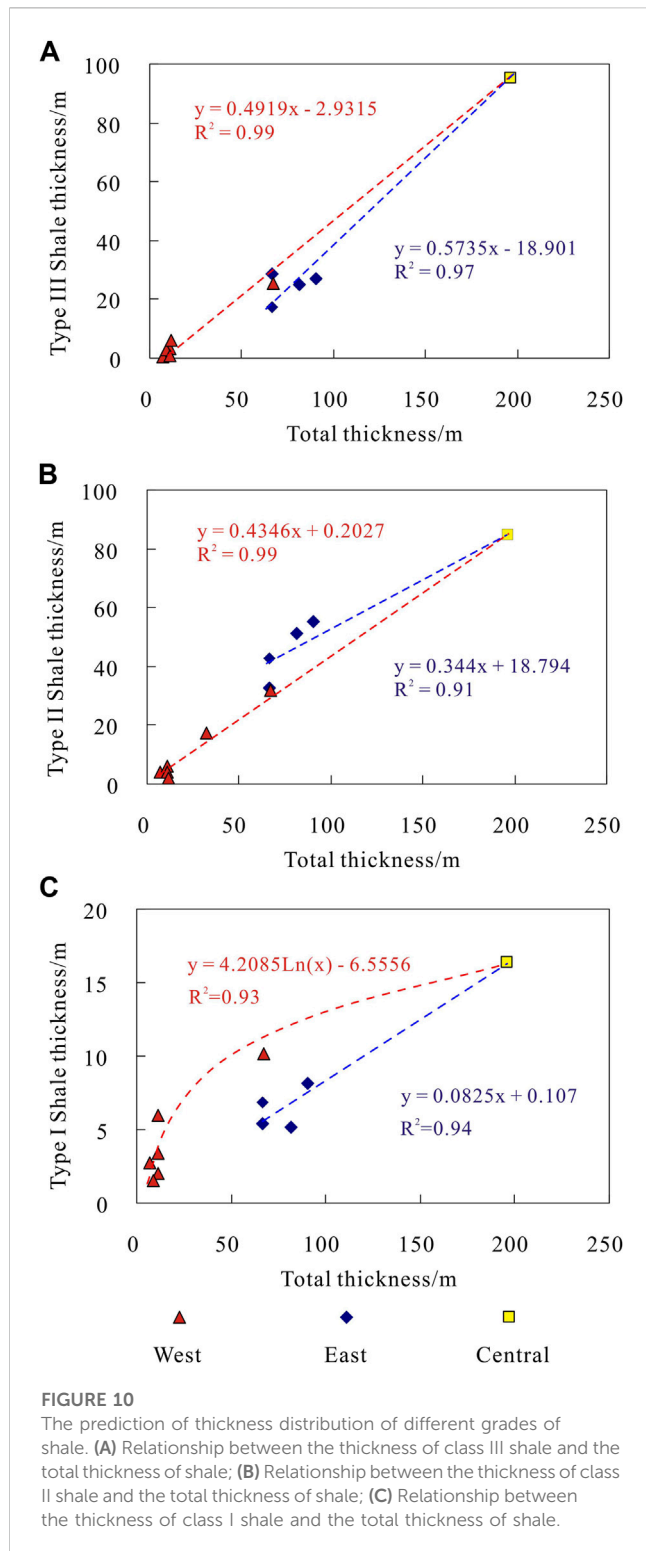 A
100
80
60
40
20
0
Type III Shale thickness/m
y = 0.4919x - 2.9315
R² = 0.99
y = 0.5735x - 18.901
R² = 0.97
0 50 100 150 200 250
Total thickness/m
B
100
80
60
40
20
0
Type II Shale thickness/m
y = 0.4346x + 0.2027
R² = 0.99
y = 0.344x + 18.794
R² = 0.91
0 50 100 150 200 250
Total thickness/m
C
20
15
10
5
0
Type I Shale thickness/m
y = 4.2085Ln(x) - 6.5556
R²=0.93
y = 0.0825x + 0.107
R²=0.94
0 50 100 150 200 250
Total thickness/m
West East Central
FIGURE 10
The prediction of thickness distribution of different grades of
shale. (A) Relationship between the thickness of class III shale and the
total thickness of shale; (B) Relationship between the thickness of class
II shale and the total thickness of shale; (C) Relationship between
the thickness of class I shale and the total thickness of shale.